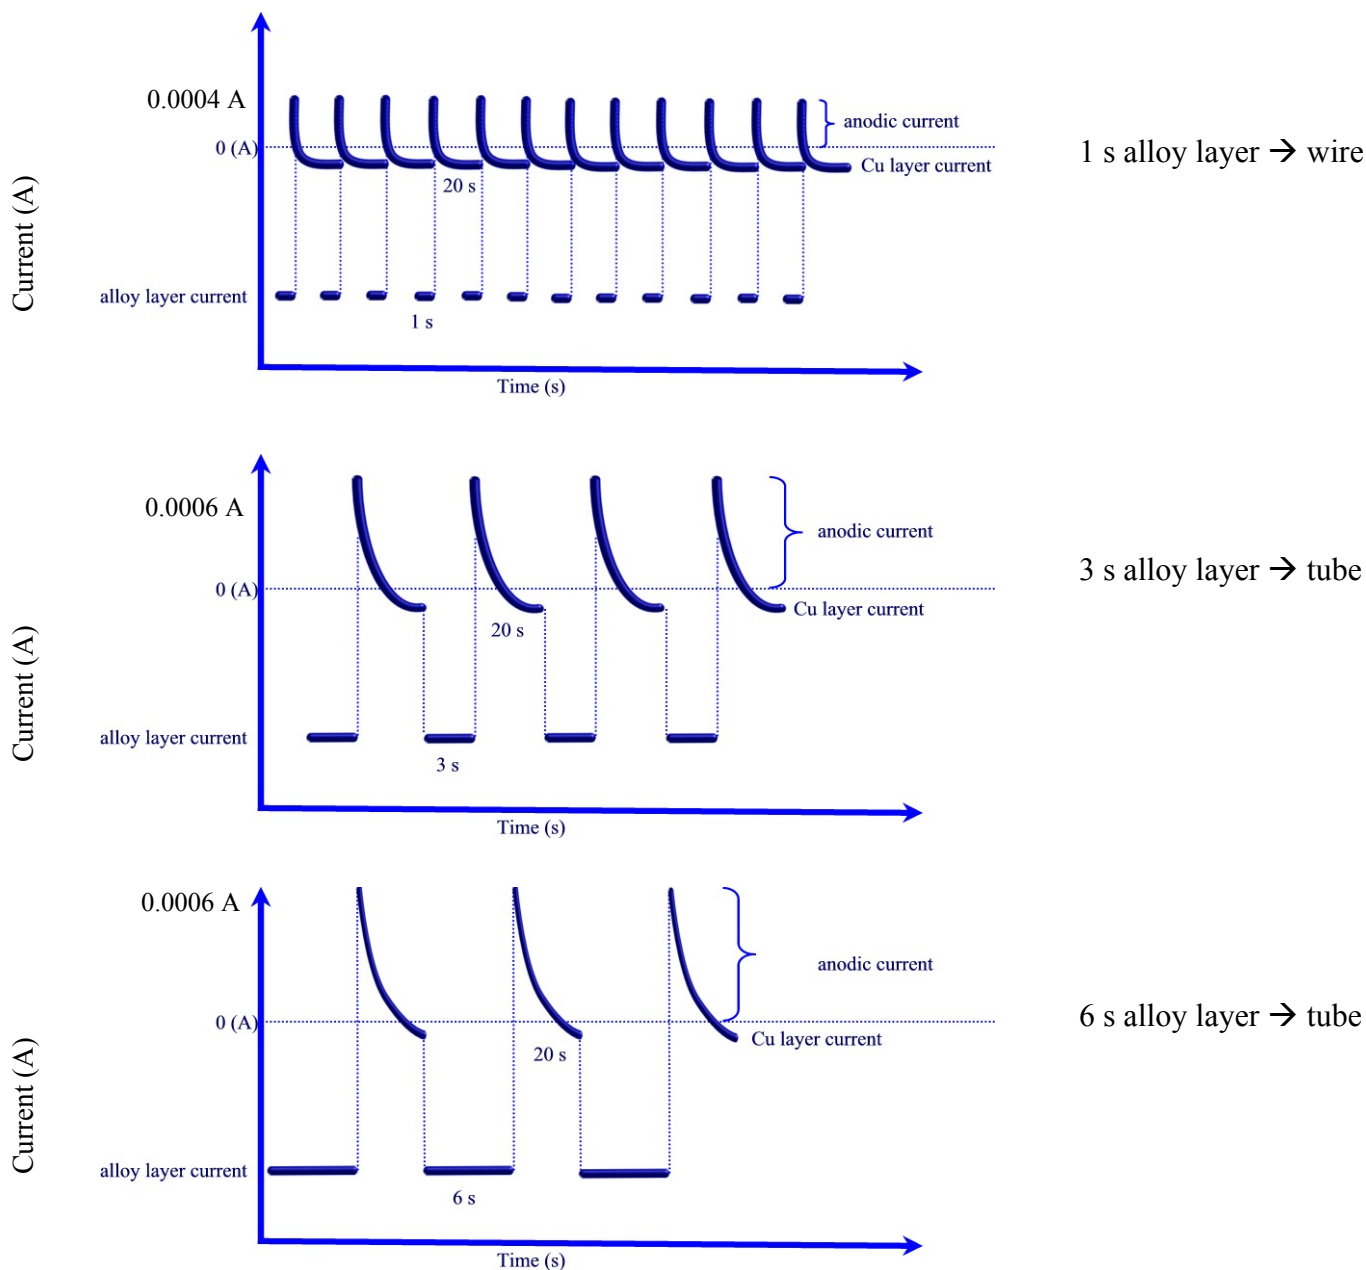 0.0004 A
anodic current
0 (A)
1 s alloy layer → wire
Cu layer current
20 s
Current (A)
alloy layer current
1 s
Time (s)
0.0006 A
anodic current
3 s alloy layer → tube
0 (A)
Cu layer current
20 s
Current (A)
alloy layer current
3 s
Time (s)
0.0006 A
anodic current
6 s alloy layer → tube
0 (A)
Cu layer current
20 s
Current (A)
alloy layer current
6 s
Time (s)